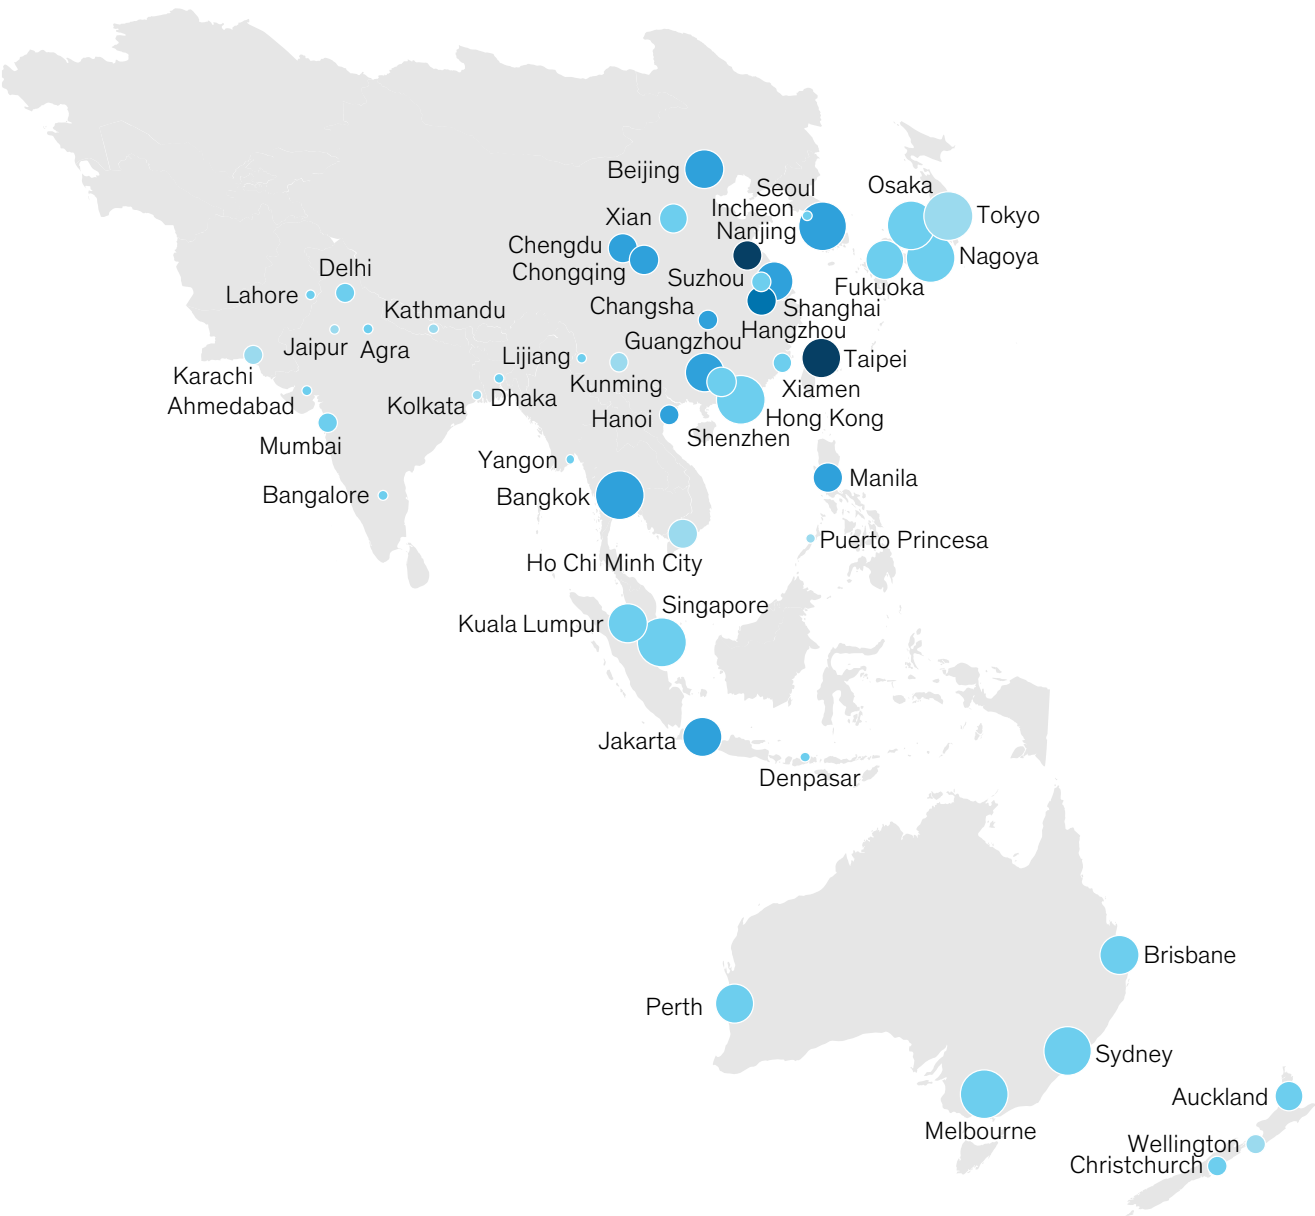 Beijing
Seoul
Osaka
Xian
Incheon
Tokyo
Nanjing
Chengdu
Nagoya
Chongqing
Delhi
Suzhou
Fukuoka
Lahore
Changsha
Shanghai
Kathmandu
Hangzhou
Guangzhou
Jaipur
Agra
Lijiang
Taipei
Karachi
Kunming
Xiamen
Ahmedabad
Kolkata
Dhaka
Hanoi
Hong Kong
Shenzhen
Mumbai
Yangon
Manila
Bangalore
Bangkok
Puerto Princesa
Ho Chi Minh City
Singapore
Kuala Lumpur
Jakarta
Denpasar
Brisbane
Perth
Sydney
Auckland
Melbourne
Wellington
Christchurch